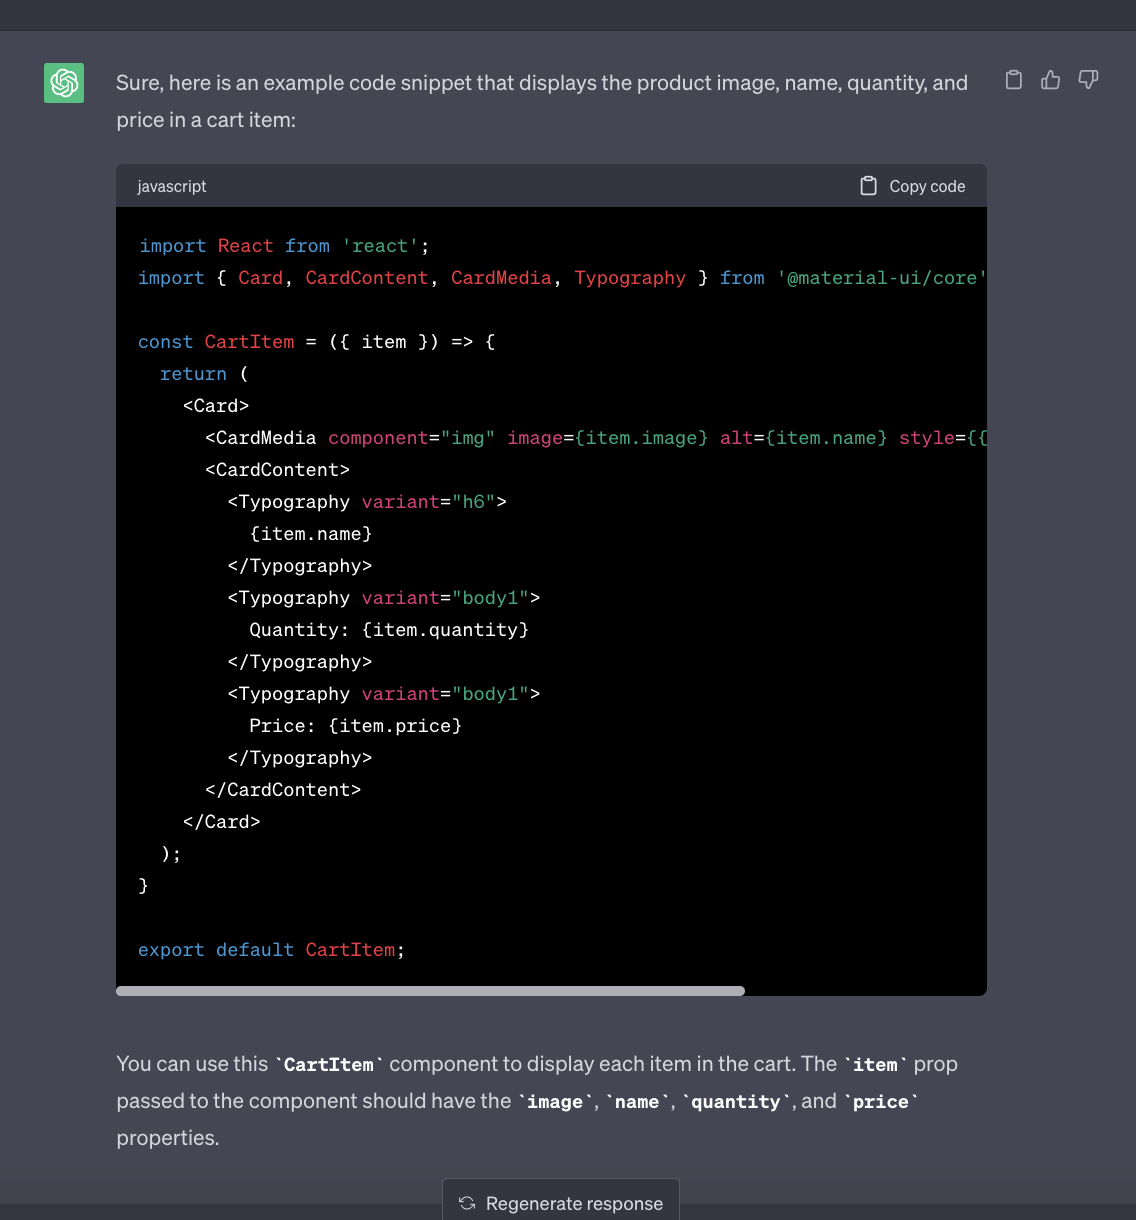 Sure, here is an example code snippet that displays the product image, name, quantity, and
price in a cart item:
javascript
Copy code
import React from 'react';
import { Card, CardContent, CardMedia, Typography } from '@material-ui/core'
const CartItem = ({ item }) => {
  return (
    <Card>
      <CardMedia component="img" image={item.image} alt={item.name} style={{
      <CardContent>
        <Typography variant="h6">
          {item.name}
        </Typography>
        <Typography variant="body1">
          Quantity: {item.quantity}
        </Typography>
        <Typography variant="body1">
          Price: {item.price}
        </Typography>
      </CardContent>
    </Card>
  );
}
export default CartItem;
You can use this `CartItem` component to display each item in the cart. The `item` prop
passed to the component should have the `image`, `name`, `quantity`, and `price`
properties.
Regenerate response